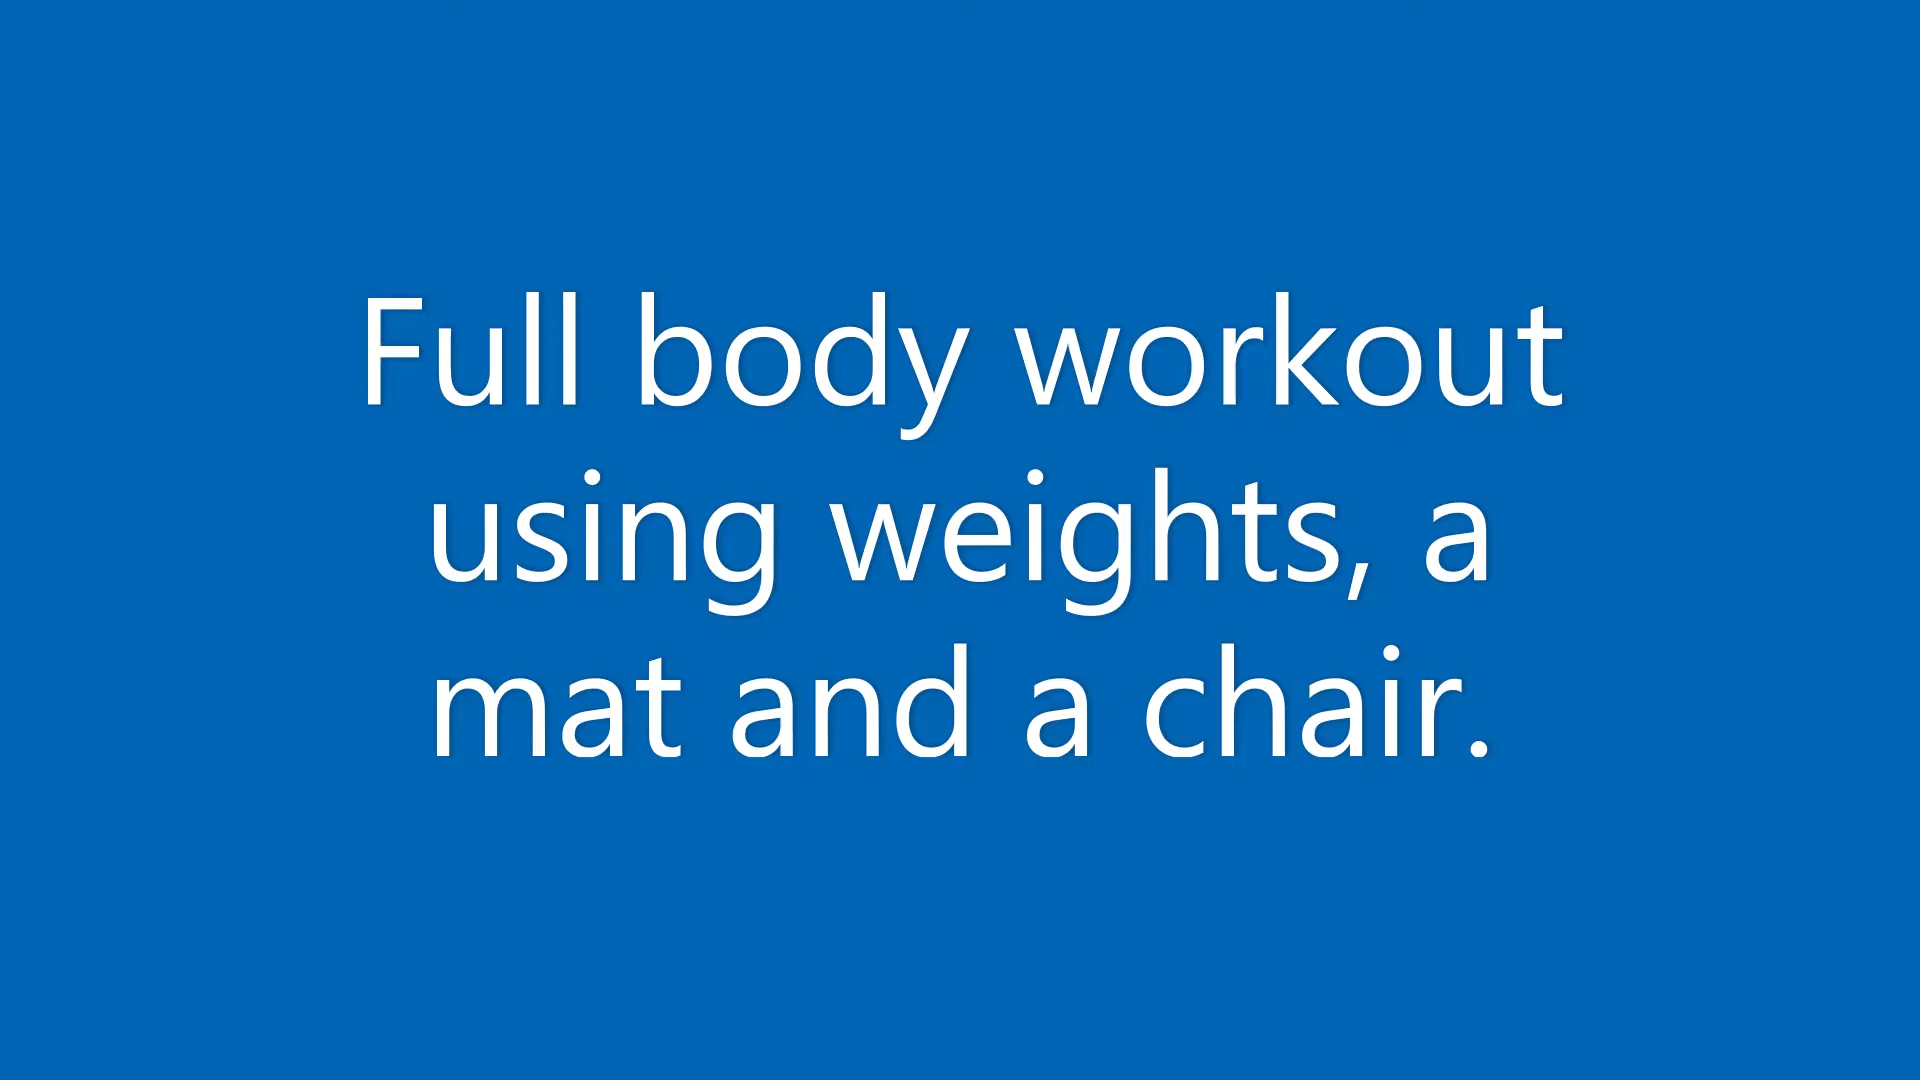 Full body workout
using weights, a
mat and a chair.